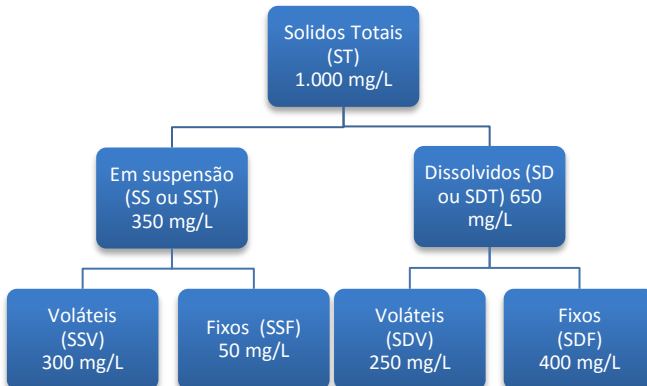 Solidos Totais
(ST)
1.000 mg/L
Em suspensão
(SS ou SST)
350 mg/L
Dissolvidos (SD
ou SDT) 650
mg/L
Voláteis
(SSV)
300 mg/L
Fixos (SSF)
50 mg/L
Voláteis
(SDV)
250 mg/L
Fixos
(SDF)
400 mg/L